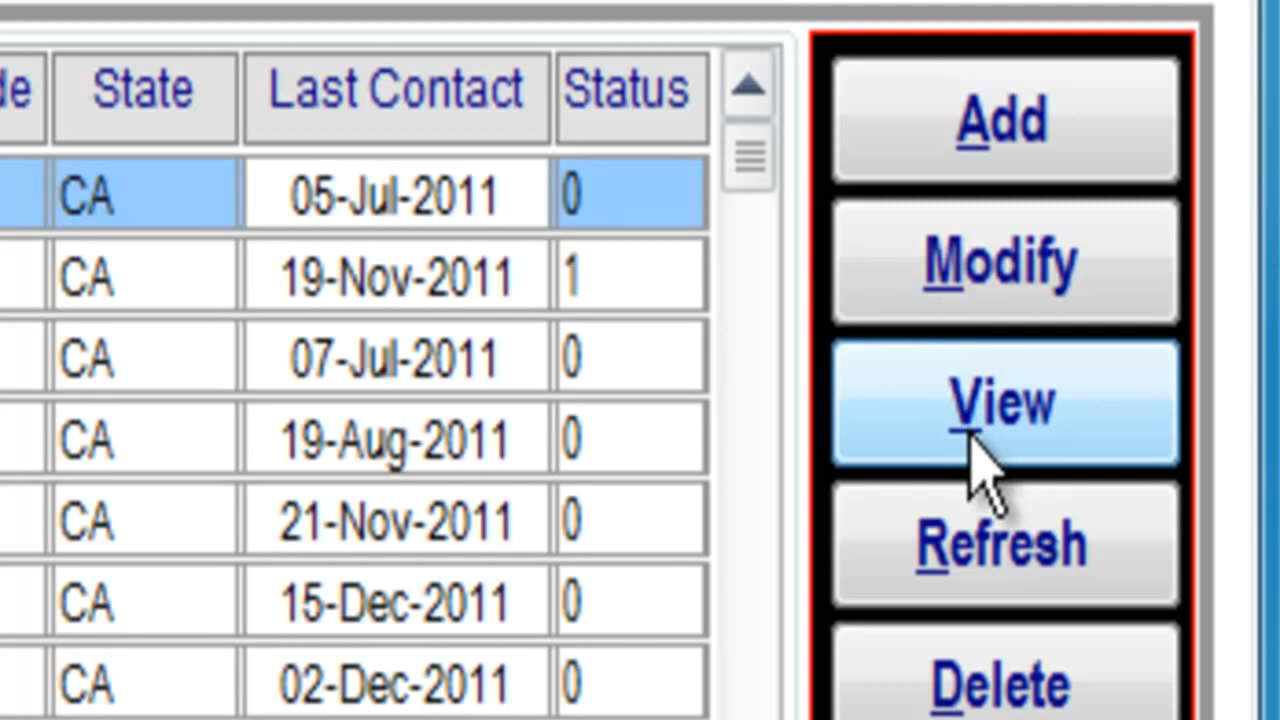 de State Last Contact Status
CA 05-Jul-2011 0
CA 19-Nov-2011 1
CA 07-Jul-2011 0
CA 19-Aug-2011 0
CA 21-Nov-2011 0
CA 15-Dec-2011 0
CA 02-Dec-2011 0
Add
Modify
View
Refresh
Delete